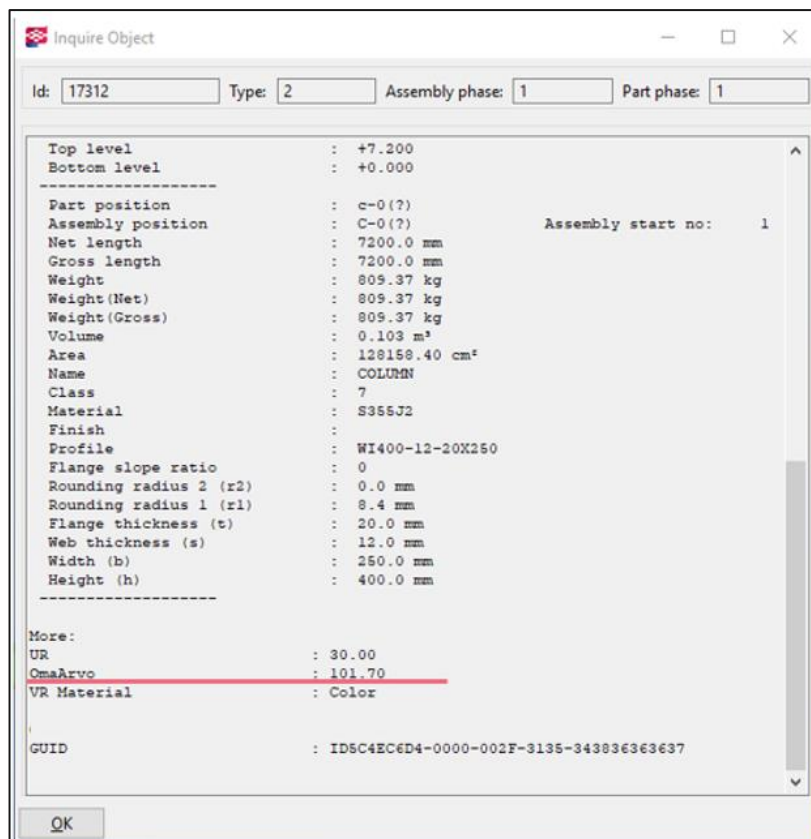 Inquire Object
Id: 17312 Type: 2 Assembly phase: 1 Part phase: 1
Top level : +7.200
Bottom level : +0.000
-------------------
Part position : c-0(?)
Assembly position : C-0(?) Assembly start no: 1
Net length : 7200.0 mm
Gross length : 7200.0 mm
Weight : 809.37 kg
Weight(Net) : 809.37 kg
Weight(Gross) : 809.37 kg
Volume : 0.103 m³
Area : 128158.40 cm²
Name : COLUMN
Class : 7
Material : S355J2
Finish :
Profile : WI400-12-20X250
Flange slope ratio : 0
Rounding radius 2 (r2) : 0.0 mm
Rounding radius 1 (r1) : 8.4 mm
Flange thickness (t) : 20.0 mm
Web thickness (s) : 12.0 mm
Width (b) : 250.0 mm
Height (h) : 400.0 mm
-------------------
More:
UR : 30.00
OmaArvo : 101.70
VR Material : Color
GUID : ID5C4EC6D4-0000-002F-3135-343836363637
OK